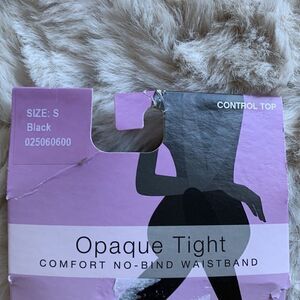 SIZE: S
Black
025060600
CONTROL TOP
Opaque Tight
COMFORT NO-BIND WAISTBAND